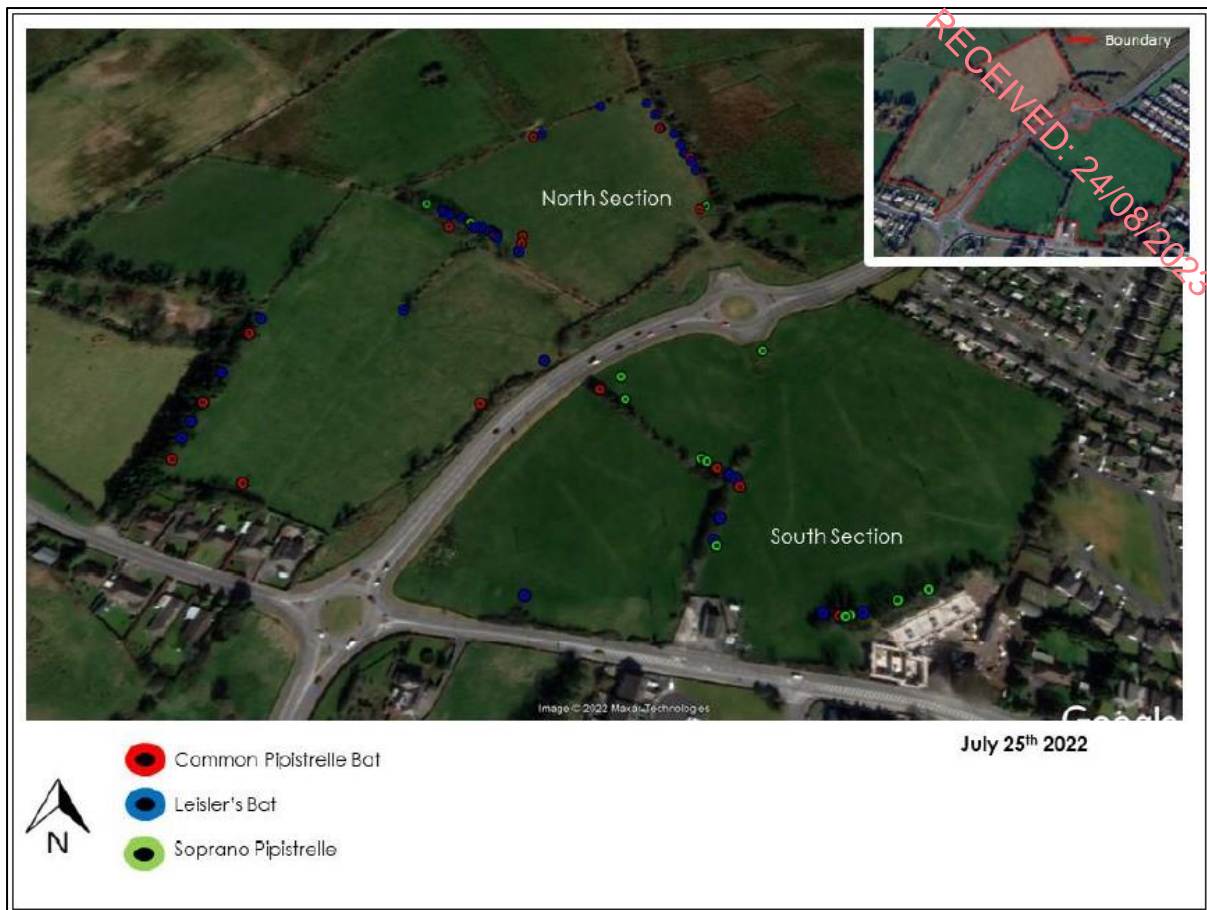 Boundary
RECEIVED: 24/08/2023
North Section
South Section
Image © 2022 Maxar Technologies
Google
July 25th 2022
Common Pipistrelle Bat
Leisler's Bat
Soprano Pipistrelle
N